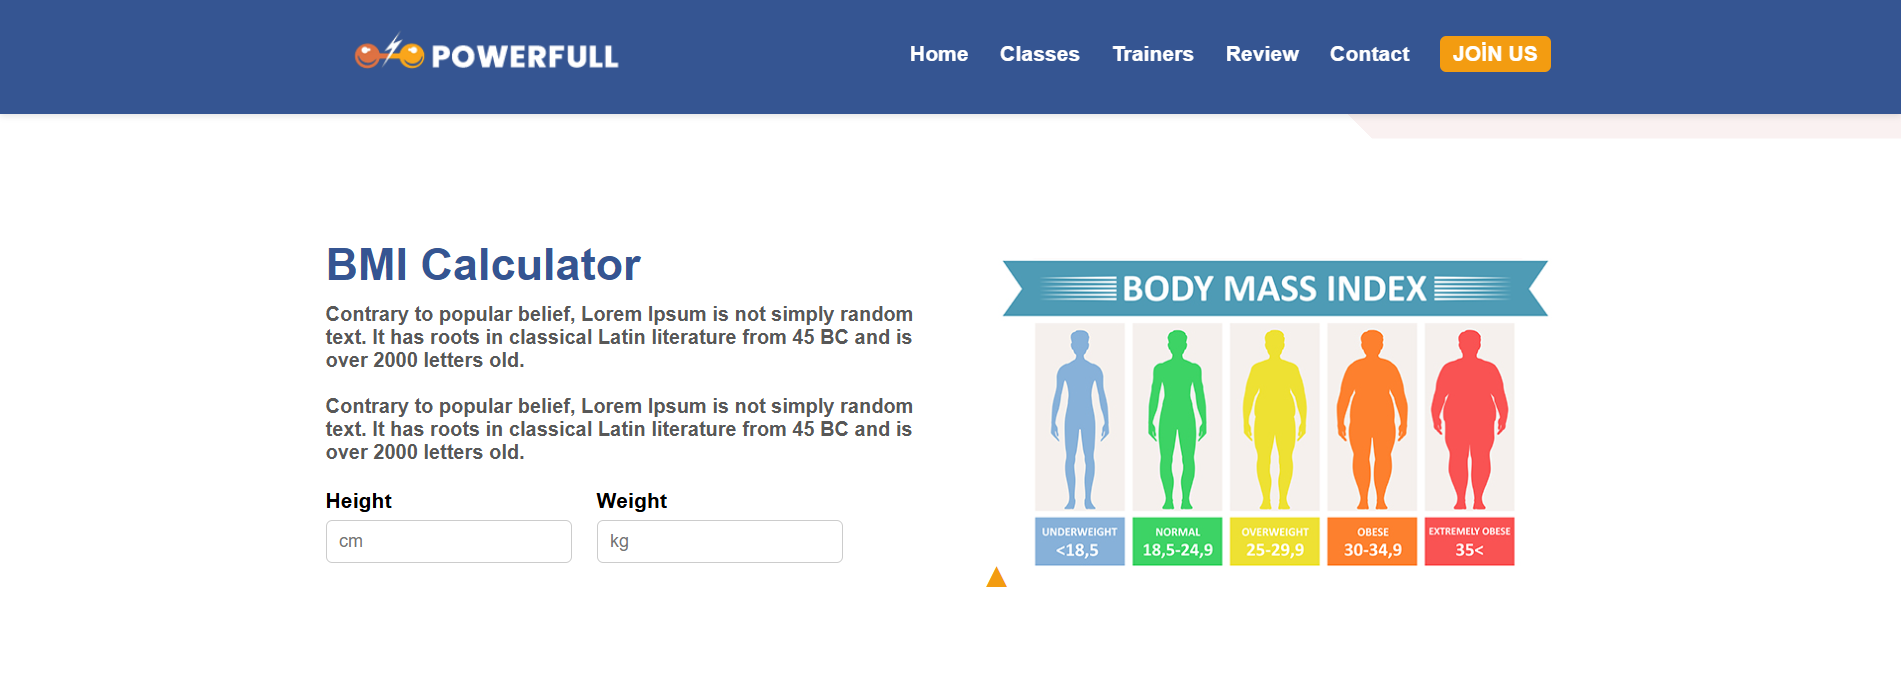 POWERFULL
Home Classes Trainers Review Contact JOİN US
BMI Calculator
Contrary to popular belief, Lorem Ipsum is not simply random
text. It has roots in classical Latin literature from 45 BC and is
over 2000 letters old.
Contrary to popular belief, Lorem Ipsum is not simply random
text. It has roots in classical Latin literature from 45 BC and is
over 2000 letters old.
Height Weight
cm kg
BODY MASS INDEX
UNDERWEIGHT NORMAL OVERWEIGHT OBESE EXTREMELY OBESE
<18,5 18,5-24,9 25-29,9 30-34,9 35<